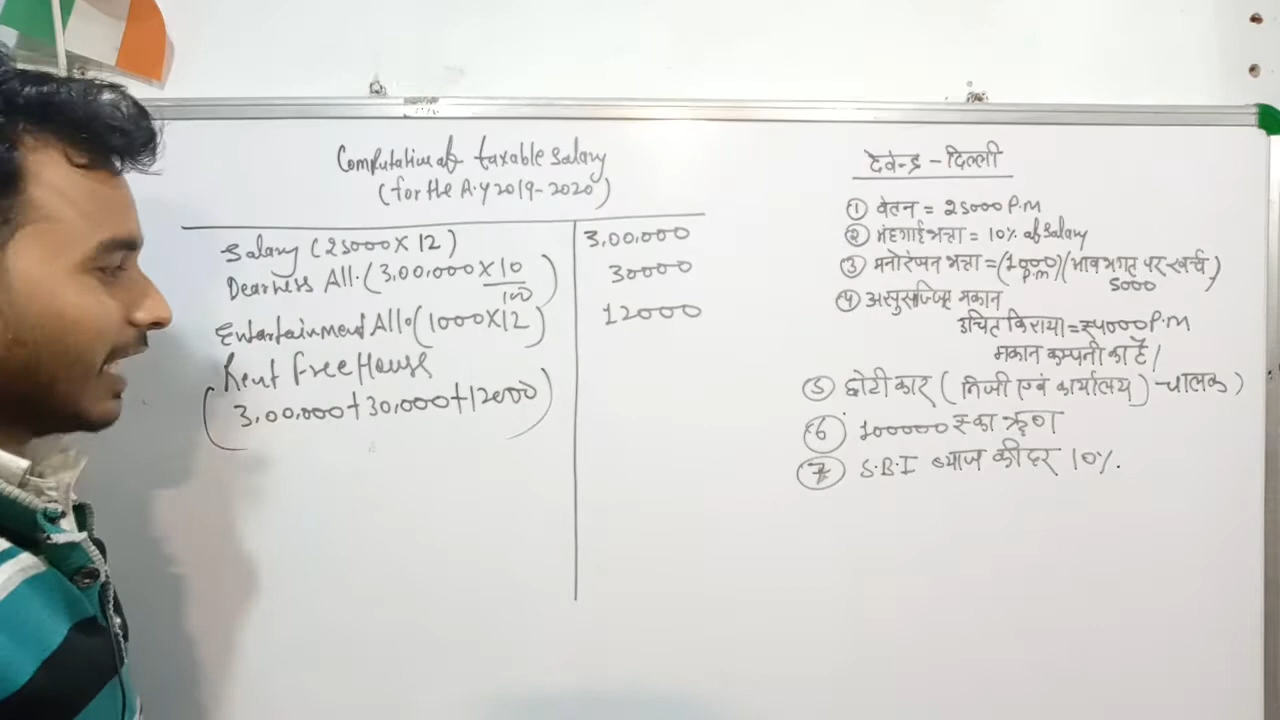 Computation of taxable Salary
(for the A.Y 2019-2020)
Salary (25000 X 12) 3,00,000
Dearness All. (3,00,000 X 10/100) 30000
Entertainment All. (1000X12) 12000
Rent Free House
(3,00,000+30,000+12000)
देवेन्द्र - दिल्ली
① वेतन = 25000 P.M
② मंहगाई भत्ता = 10% of Salary
③ मनोरंजन भत्ता = (1000 P.M) (भाव भगत पर खर्च 5000)
④ असुसज्जित मकान
उचित किराया = ₹4000 P.M
मकान कम्पनी का है।
⑤ छोटी कार (निजी एवं कार्यालय) - चालक)
⑥ 100000 ₹ का ऋण
⑦ S.B.I ब्याज की दर 10%.